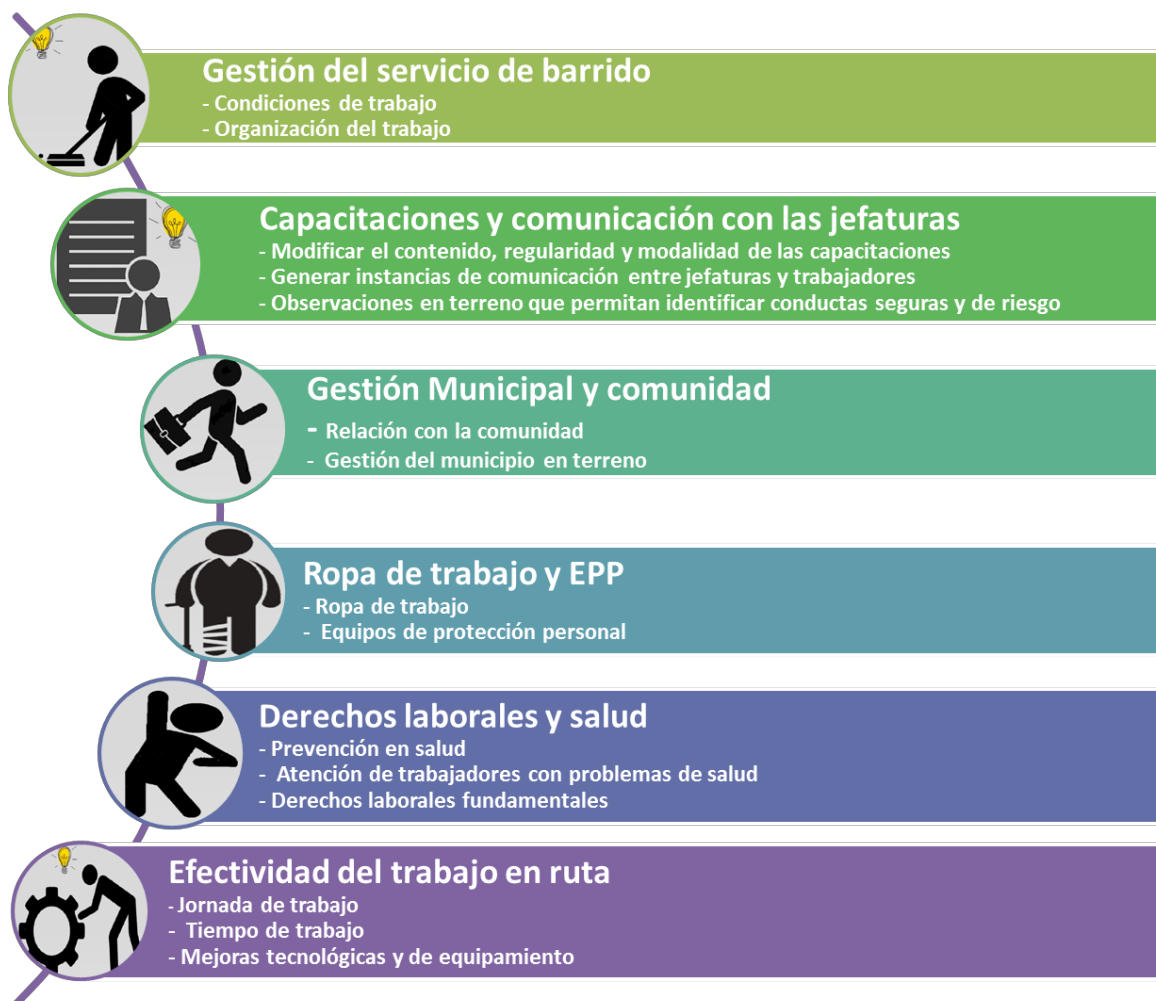 Gestión del servicio de barrido
- Condiciones de trabajo
- Organización del trabajo
Capacitaciones y comunicación con las jefaturas
- Modificar el contenido, regularidad y modalidad de las capacitaciones
- Generar instancias de comunicación entre jefaturas y trabajadores
- Observaciones en terreno que permitan identificar conductas seguras y de riesgo
Gestión Municipal y comunidad
- Relación con la comunidad
- Gestión del municipio en terreno
Ropa de trabajo y EPP
- Ropa de trabajo
- Equipos de protección personal
Derechos laborales y salud
- Prevención en salud
- Atención de trabajadores con problemas de salud
- Derechos laborales fundamentales
Efectividad del trabajo en ruta
- Jornada de trabajo
- Tiempo de trabajo
- Mejoras tecnológicas y de equipamiento